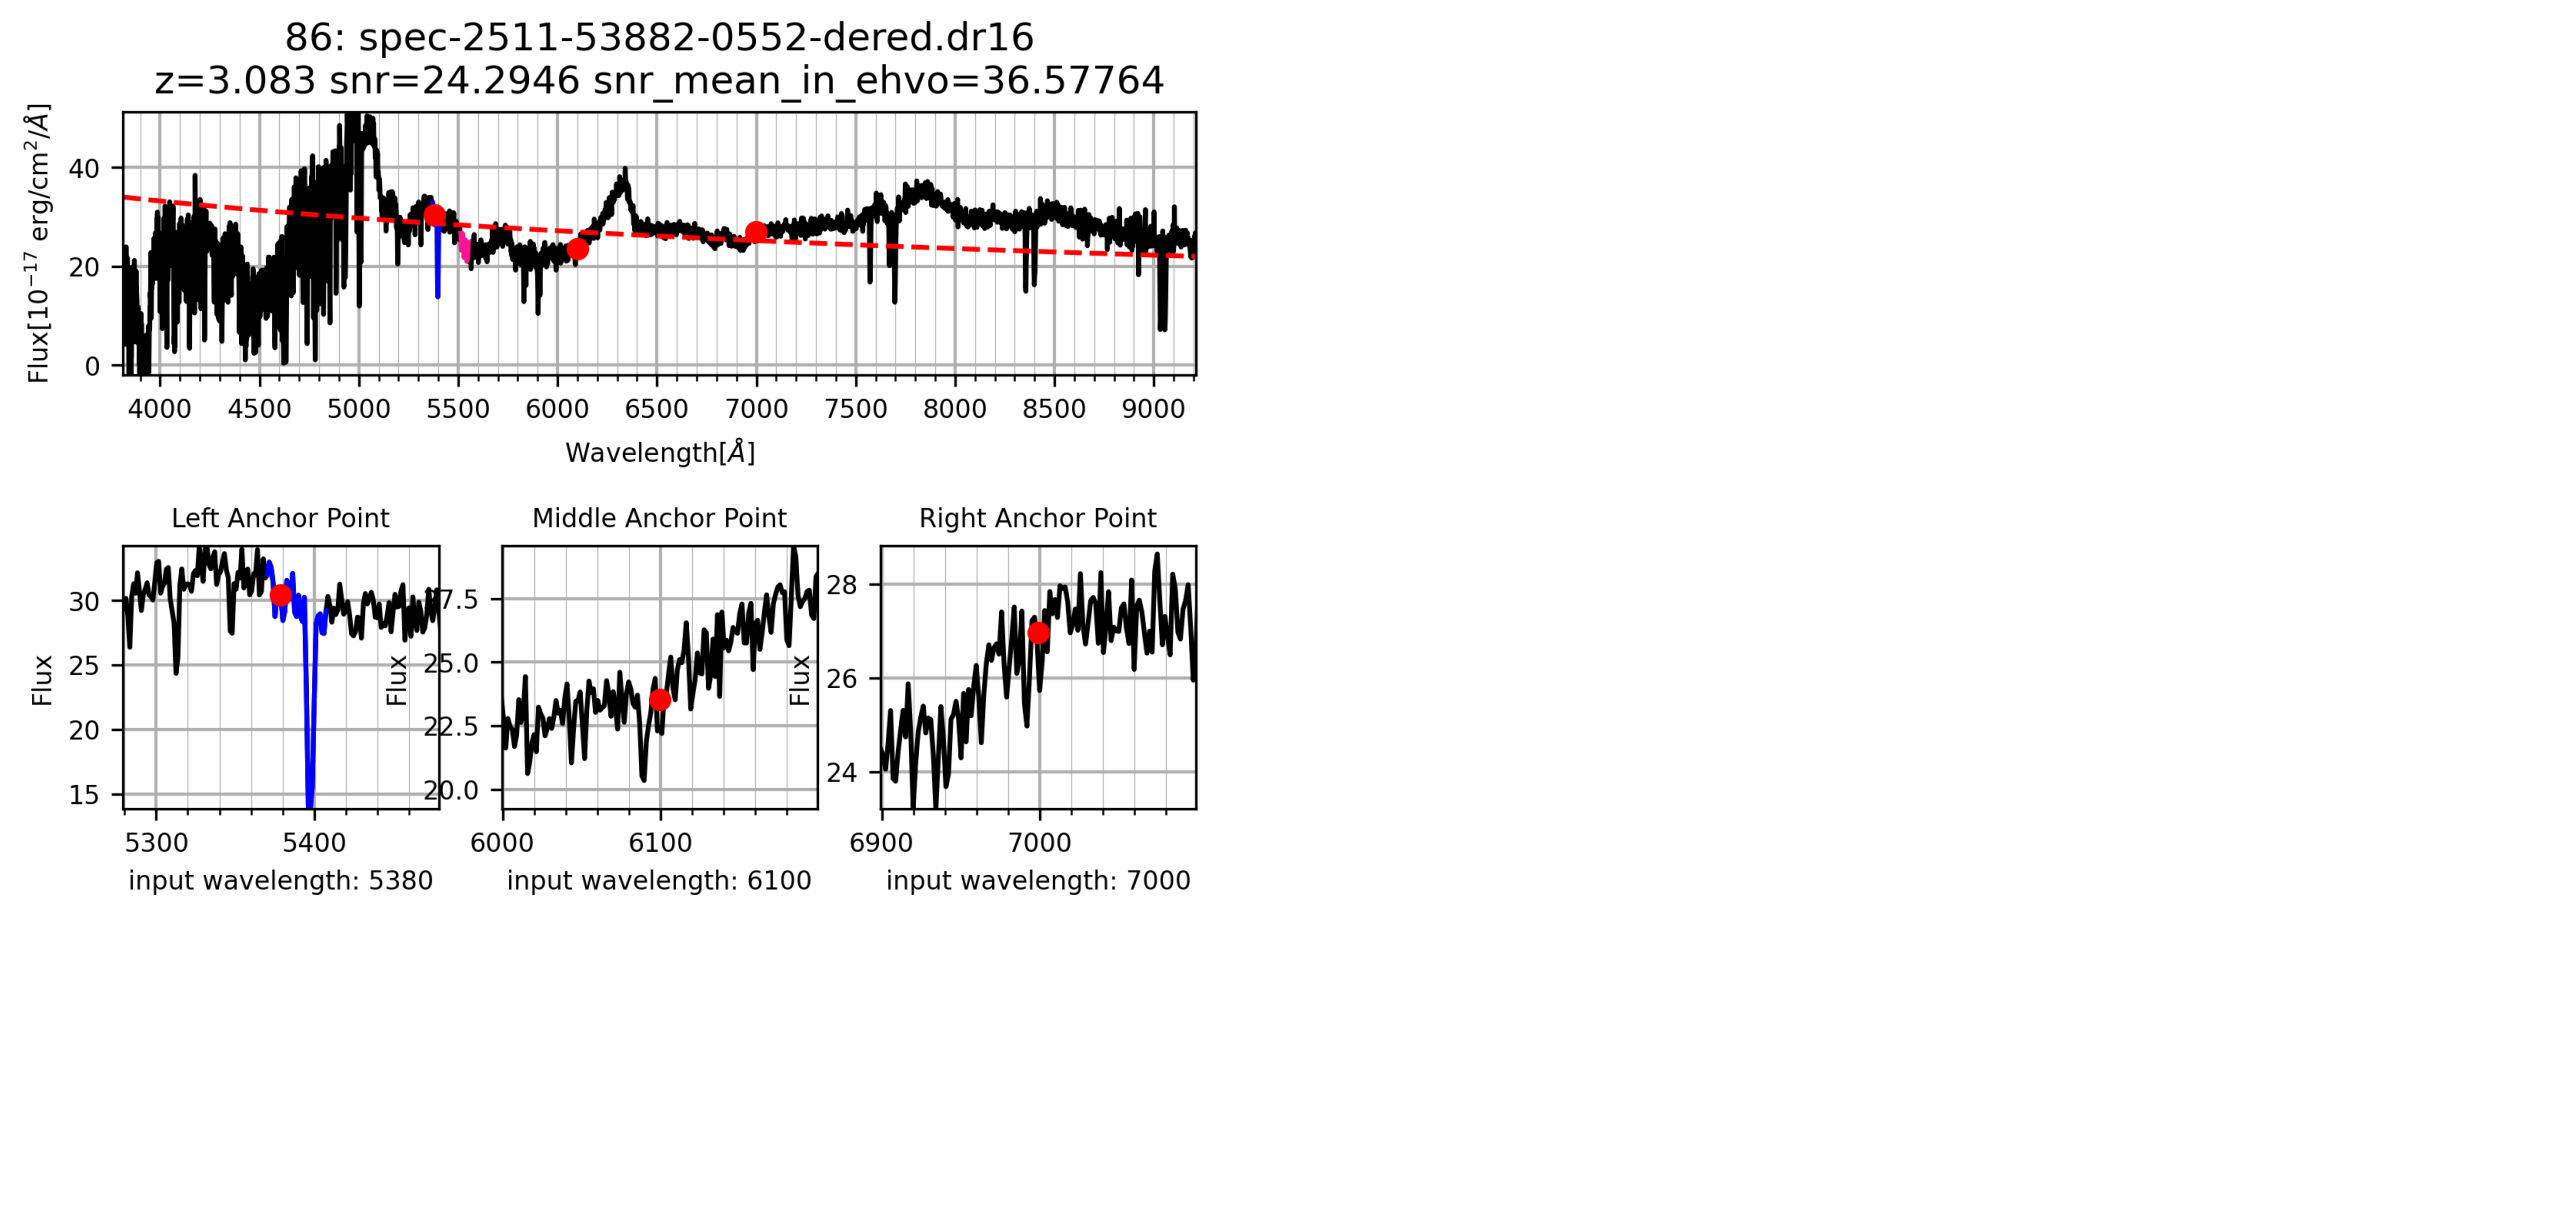 86: spec-2511-53882-0552-dered.dr16
z=3.083 snr=24.2946 snr_mean_in_ehvo=36.57764
Flux[10⁻¹⁷ erg/cm²/Å]
40
20
0
4000 4500 5000 5500 6000 6500 7000 7500 8000 8500 9000
Wavelength[Å]
Left Anchor Point
Flux
30
25
20
15
5300 5400
input wavelength: 5380
Middle Anchor Point
Flux
27.5
25.0
22.5
20.0
6000 6100
input wavelength: 6100
Right Anchor Point
Flux
28
26
24
6900 7000
input wavelength: 7000